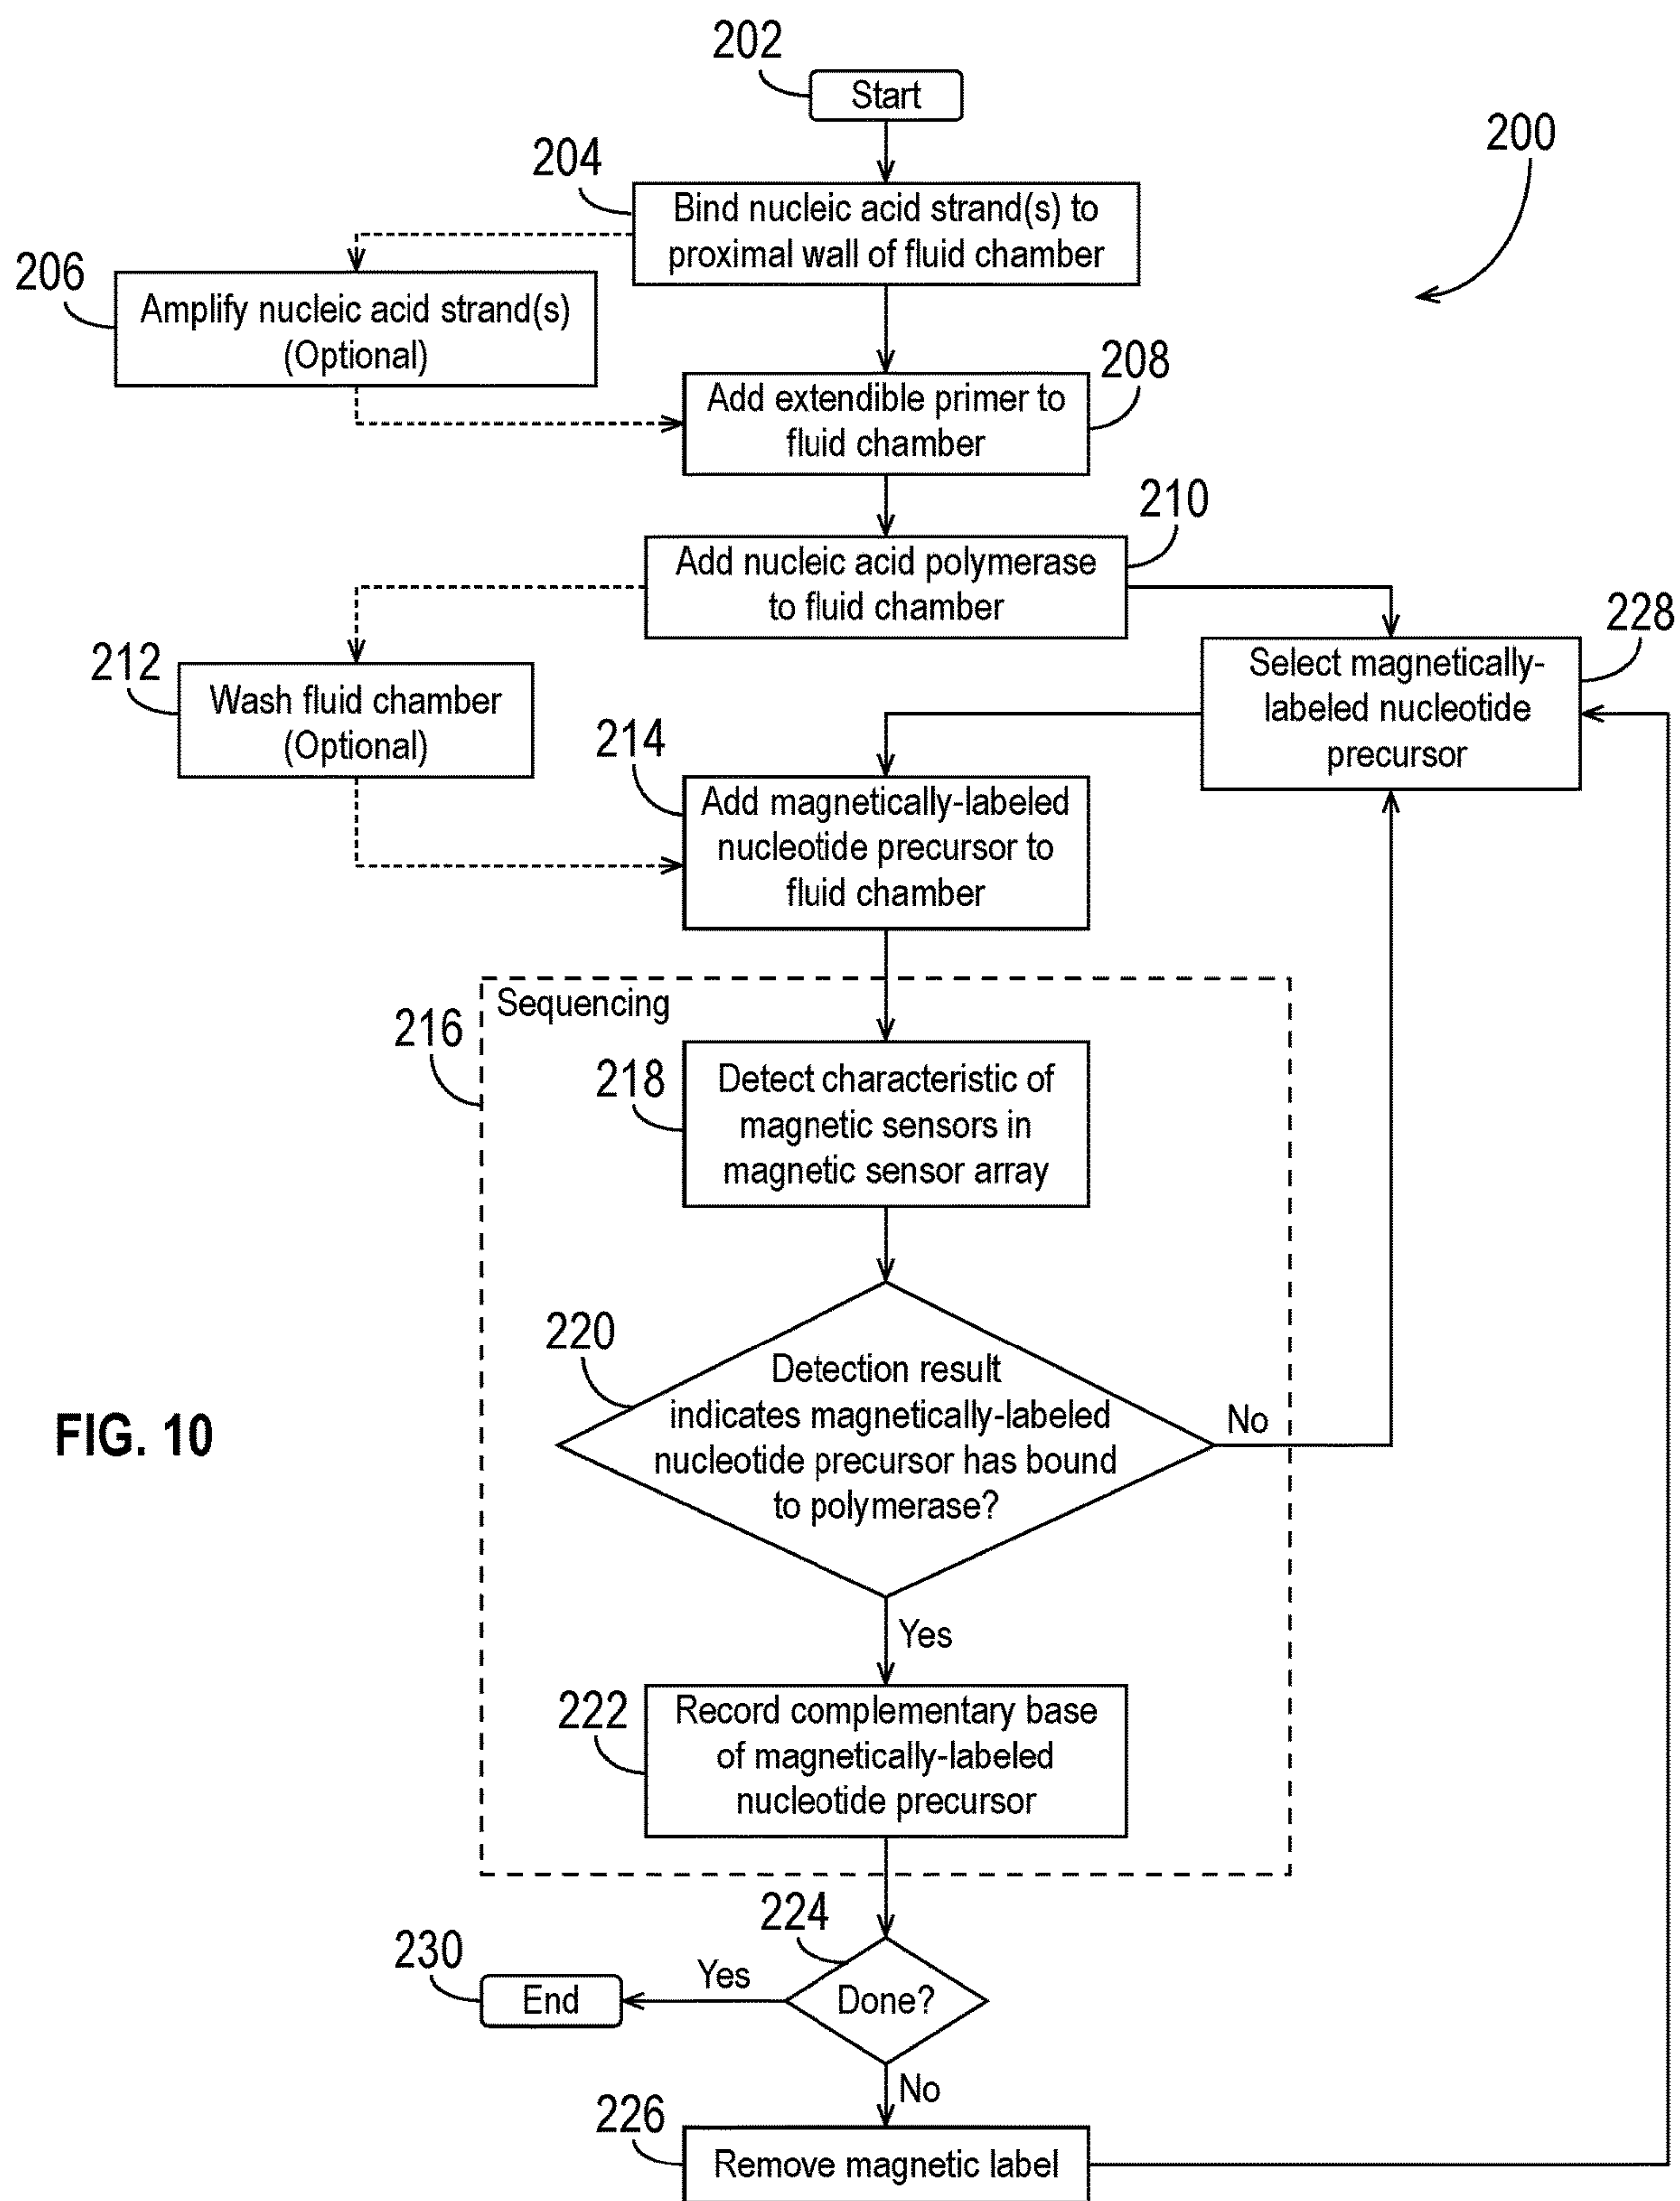 202
Start
200
204
Bind nucleic acid strand(s) to
proximal wall of fluid chamber
206
Amplify nucleic acid strand(s)
(Optional)
208
Add extendible primer to
fluid chamber
210
Add nucleic acid polymerase
to fluid chamber
228
Select magnetically-
labeled nucleotide
precursor
212
Wash fluid chamber
(Optional)
214
Add magnetically-labeled
nucleotide precursor to
fluid chamber
216
Sequencing
218
Detect characteristic of
magnetic sensors in
magnetic sensor array
220
Detection result
indicates magnetically-labeled
nucleotide precursor has bound
to polymerase?
No
FIG. 10
Yes
222
Record complementary base
of magnetically-labeled
nucleotide precursor
224
Done?
Yes
230
End
No
226
Remove magnetic label